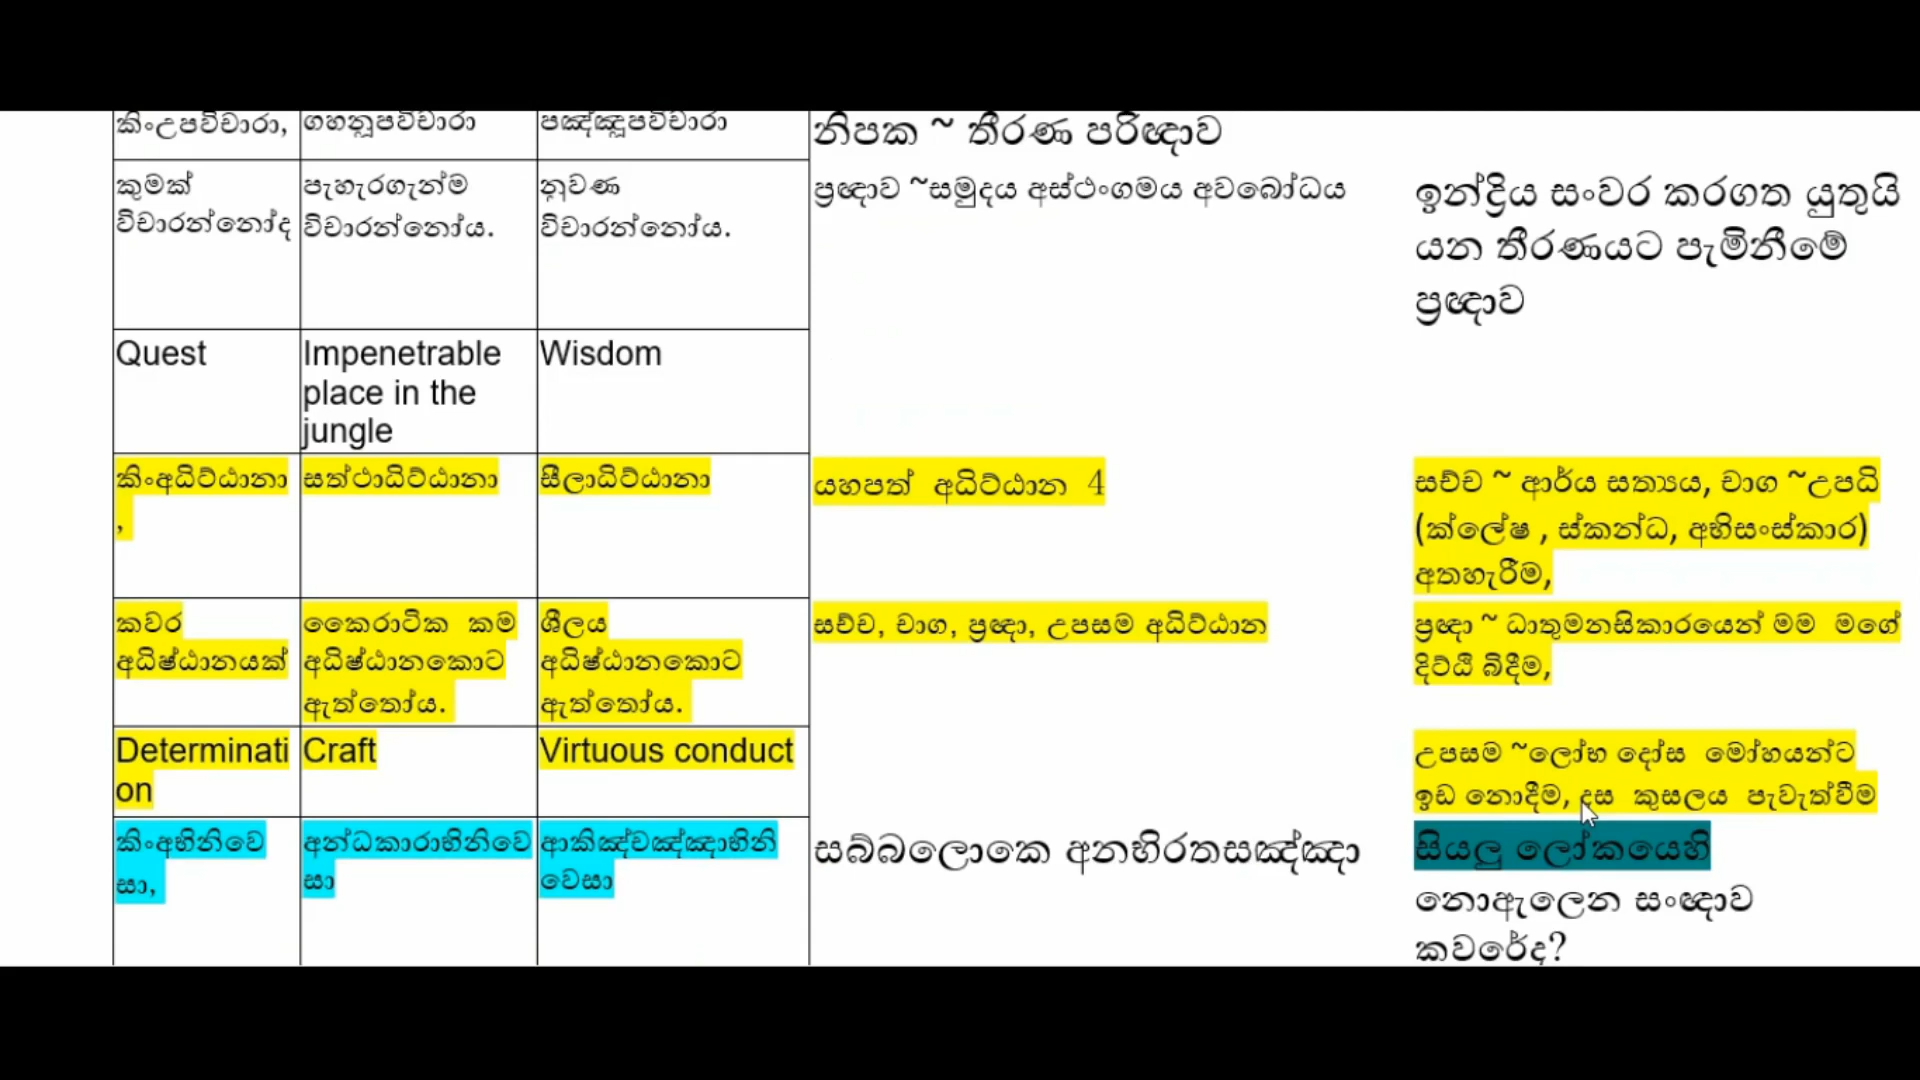 කිංඋපවිචාරා,
ගහනූපවිචාරා
පඤ්ඤූපවිචාරා
නිපක ~ තීරණ පරිඥාව
කුමක්
විචාරන්නෝද
පැහැරගැන්ම
විචාරන්නෝය.
නුවණ
විචාරන්නෝය.
ප්‍රඥාව ~සමුදය අස්ථංගමය අවබෝධය
ඉන්ද්‍රිය සංවර කරගත යුතුයි
යන තීරණයට පැමිනීමේ
ප්‍රඥාව
Quest
Impenetrable
place in the
jungle
Wisdom
කිංඅධිට්ඨානා
,
සත්ථාධිට්ඨානා
සීලාධිට්ඨානා
යහපත් අධිට්ඨාන 4
සච්ච ~ ආර්ය සත්‍යය, චාග ~උපධි
(ක්ලේෂ , ස්කන්ධ, අභිසංස්කාර)
අතහැරීම,
කවර
අධිෂ්ඨානයක්
කෛරාටික කම
අධිෂ්ඨානකොට
ඇත්තෝය.
ශීලය
අධිෂ්ඨානකොට
ඇත්තෝය.
සච්ච, චාග, ප්‍රඥා, උපසම අධිට්ඨාන
ප්‍රඥා ~ ධාතුමනසිකාරයෙන් මම මගේ
දිට්ඨි බිදීම,
Determinati
on
Craft
Virtuous conduct
උපසම ~ලෝභ දෝස මෝහයන්ට
ඉඩ නොදීම, දස කුසලය පැවැත්වීම
කිංඅභිනිවෙ
සා,
අන්ධකාරාභිනිවෙ
සා
ආකිඤ්චඤ්ඤාභිනි
වෙසා
සබ්බලොකෙ අනභිරතසඤ්ඤා
සියලු ලෝකයෙහි
නොඇලෙන සංඥාව
කවරේද?